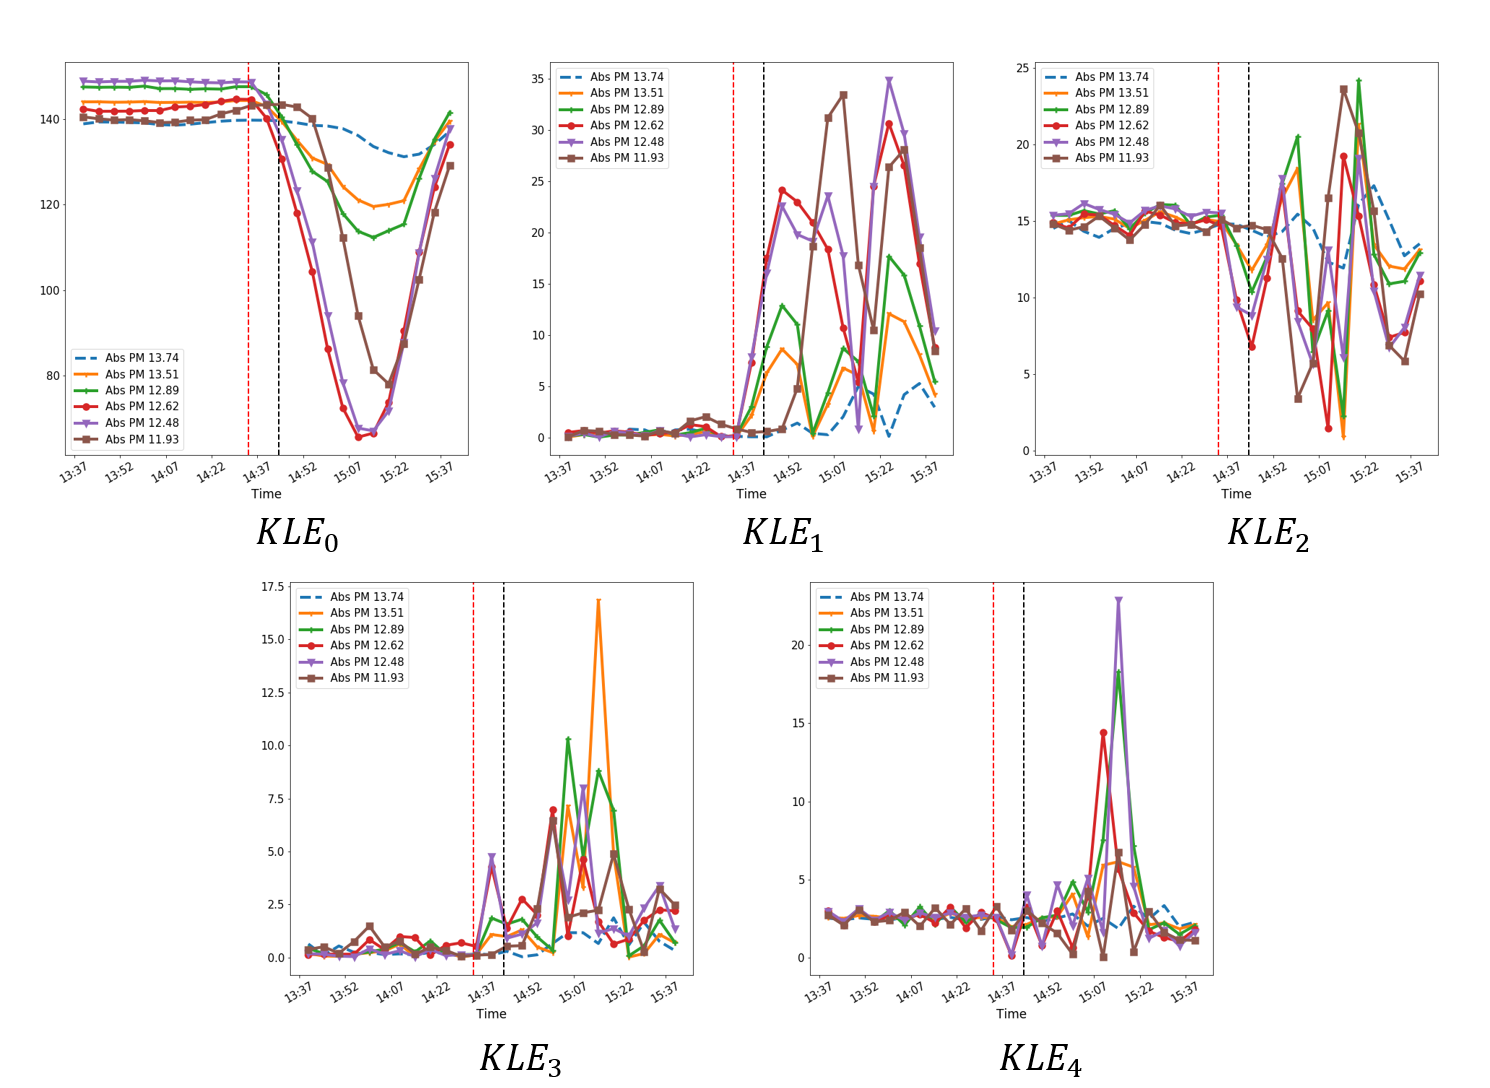 140
120
100
80
Abs PM 13.74
Abs PM 13.51
Abs PM 12.89
Abs PM 12.62
Abs PM 12.48
Abs PM 11.93
13:37 13:52 14:07 14:22 14:37 14:52 15:07 15:22 15:37
Time
KLE0
35
30
25
20
15
10
5
0
Abs PM 13.74
Abs PM 13.51
Abs PM 12.89
Abs PM 12.62
Abs PM 12.48
Abs PM 11.93
13:37 13:52 14:07 14:22 14:37 14:52 15:07 15:22 15:37
Time
KLE1
25
20
15
10
5
0
Abs PM 13.74
Abs PM 13.51
Abs PM 12.89
Abs PM 12.62
Abs PM 12.48
Abs PM 11.93
13:37 13:52 14:07 14:22 14:37 14:52 15:07 15:22 15:37
Time
KLE2
17.5
15.0
12.5
10.0
7.5
5.0
2.5
0.0
Abs PM 13.74
Abs PM 13.51
Abs PM 12.89
Abs PM 12.62
Abs PM 12.48
Abs PM 11.93
13:37 13:52 14:07 14:22 14:37 14:52 15:07 15:22 15:37
Time
KLE3
20
15
10
5
0
Abs PM 13.74
Abs PM 13.51
Abs PM 12.89
Abs PM 12.62
Abs PM 12.48
Abs PM 11.93
13:37 13:52 14:07 14:22 14:37 14:52 15:07 15:22 15:37
Time
KLE4